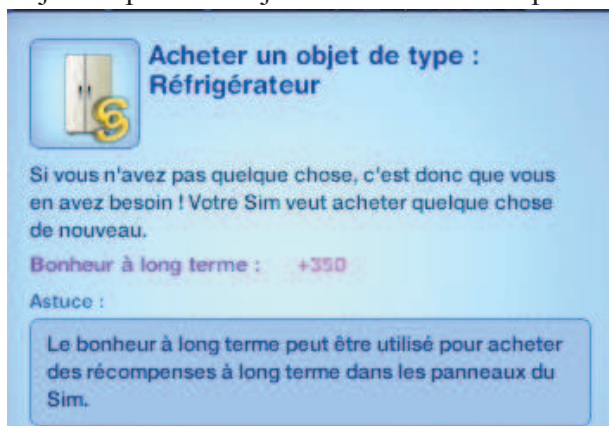 Acheter un objet de type :
Réfrigérateur
Si vous n'avez pas quelque chose, c'est donc que vous
en avez besoin ! Votre Sim veut acheter quelque chose
de nouveau.
Bonheur à long terme : +350
Astuce :
Le bonheur à long terme peut être utilisé pour acheter
des récompenses à long terme dans les panneaux du
Sim.